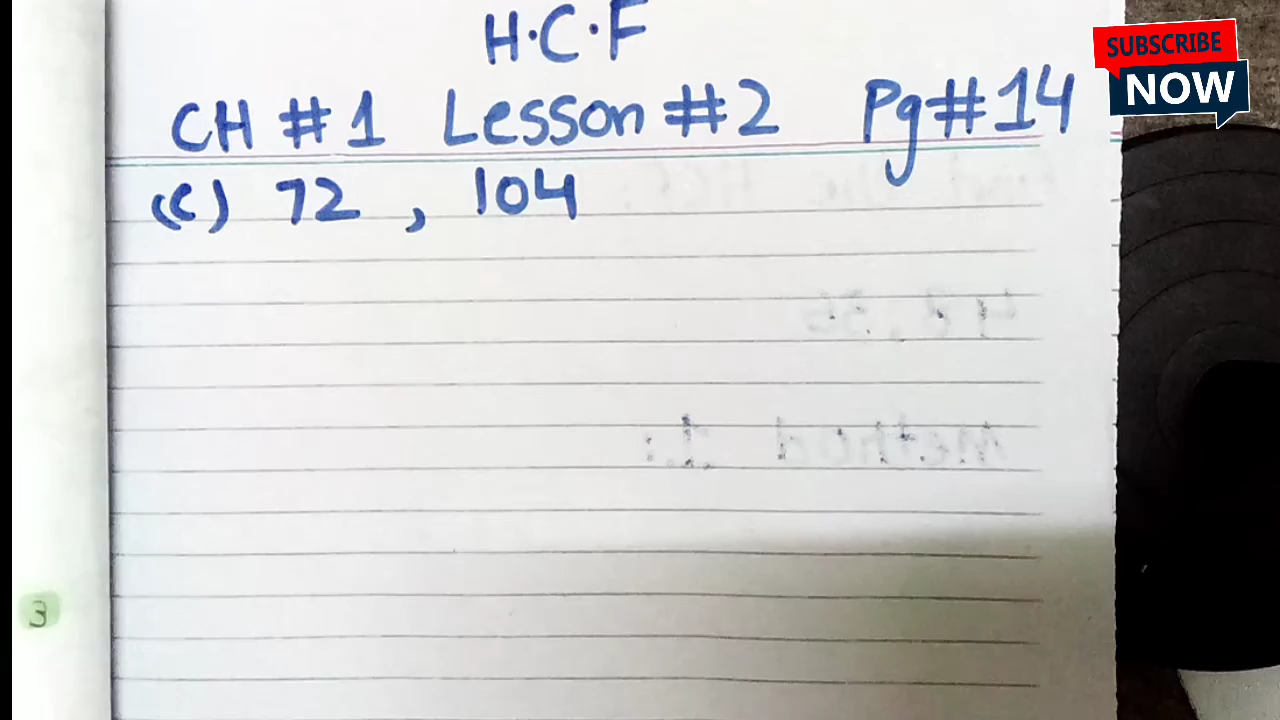 H.C.F
CH #1 Lesson #2 Pg#14
(c) 72 , 104
SUBSCRIBE
NOW
3